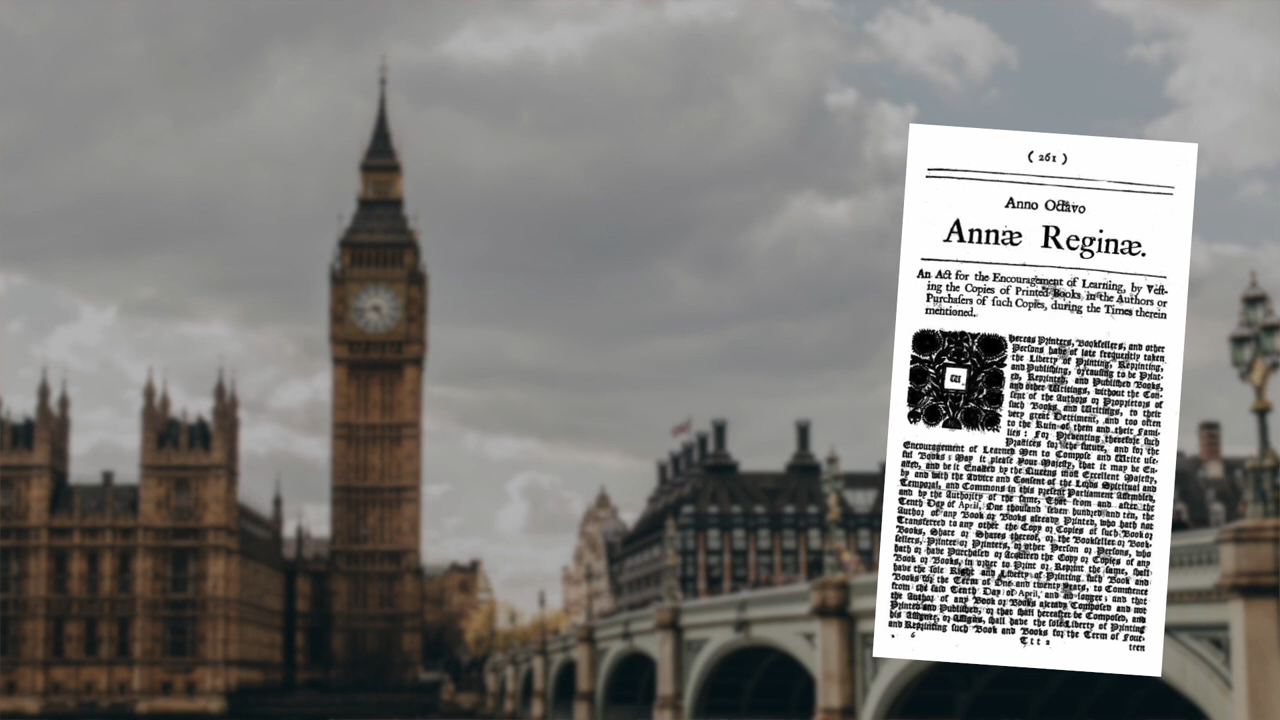 ( 261 )
Anno Octavo
Annæ Reginæ.
An Act for the Encouragement of Learning, by Vest-
ing the Copies of Printed Books in the Authors or
Purchasers of such Copies, during the Times therein
mentioned.
W
hereas Printers, Booksellers, and other
Persons have of late frequently taken
the Liberty of Printing, Reprinting,
and Publishing, or causing to be Print-
ed, Reprinted, and Published Books,
and other Writings, without the Con-
sent of the Authors or Proprietors of
such Books and Writings, to their
very great Detriment, and too often
to the Ruin of them and their Fami-
lies : For Preventing therefore such
Practices for the future, and for the
Encouragement of Learned Men to Compose and Write use-
ful Books ; May it please Your Majesty, that it may be En-
acted, and be it Enacted by the Queens most Excellent Majesty,
by and with the Advice and Consent of the Lords Spiritual and
Temporal, and Commons in this present Parliament Assembled,
and by the Authority of the same, That from and after the
Tenth Day of April, One thousand seven hundred and ten, the
Author of any Book or Books already Printed, who hath not
Transferred to any other the Copy or Copies of such Book or
Books, Share or Shares thereof, or the Bookseller or Book-
sellers, Printer or Printers, or other Person or Persons, who
hath or have Purchased or Acquired the Copy or Copies of any
Book or Books, in order to Print or Reprint the same, shall
have the sole Right and Liberty of Printing such Book and
Books for the Term of One and twenty Years, to Commence
from the said Tenth Day of April, and no longer ; and that
the Author of any Book or Books already Composed and not
Printed and Published, or that shall hereafter be Composed, and
his Assignee, or Assigns, shall have the sole Liberty of Printing
and Reprinting such Book and Books for the Term of Four-
6 Tttt 2 teen